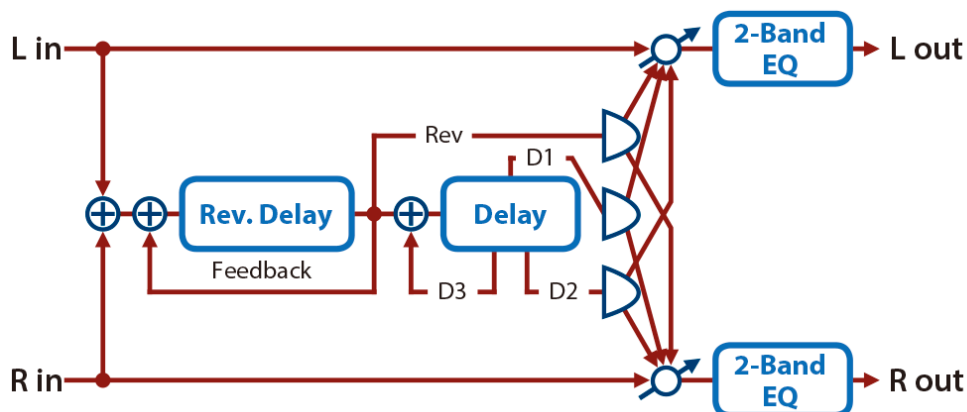 L in
2-Band
EQ
L out
Rev
D1
Rev. Delay
Delay
Feedback
D3
D2
R in
2-Band
EQ
R out